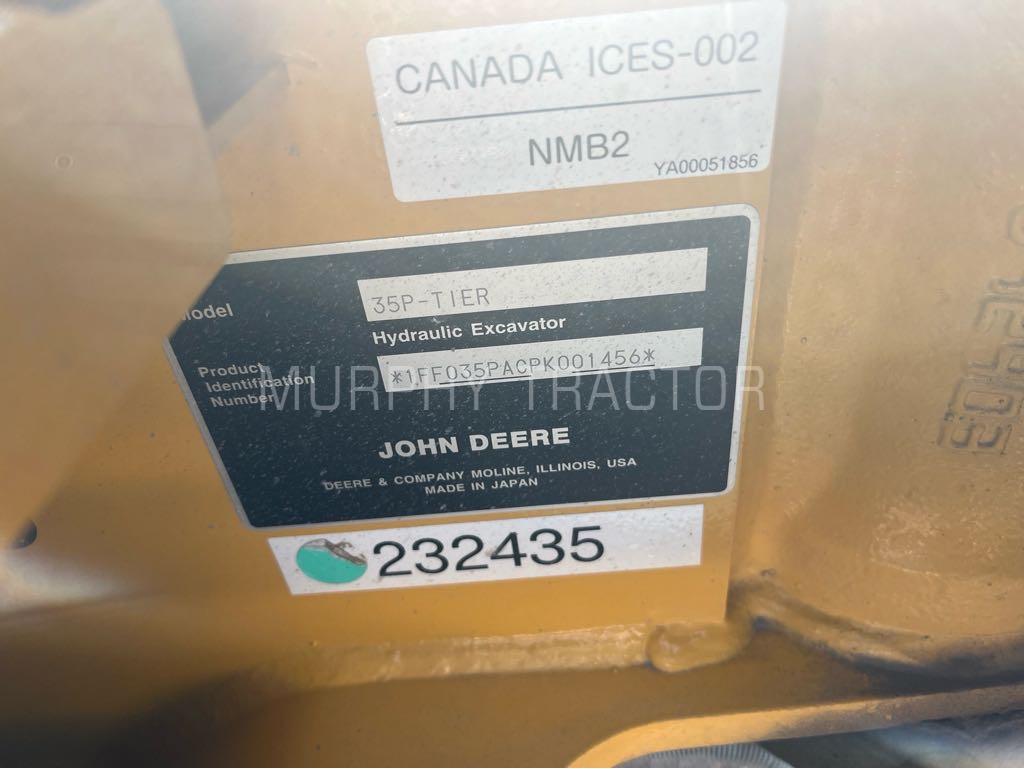 CANADA ICES-002
NMB2
YA00051856
35P-TIER
Hydraulic Excavator
Product
Identification
Number
*1FF035PACPK001456*
MURPHY TRACTOR
JOHN DEERE
DEERE & COMPANY MOLINE, ILLINOIS, USA
MADE IN JAPAN
232435